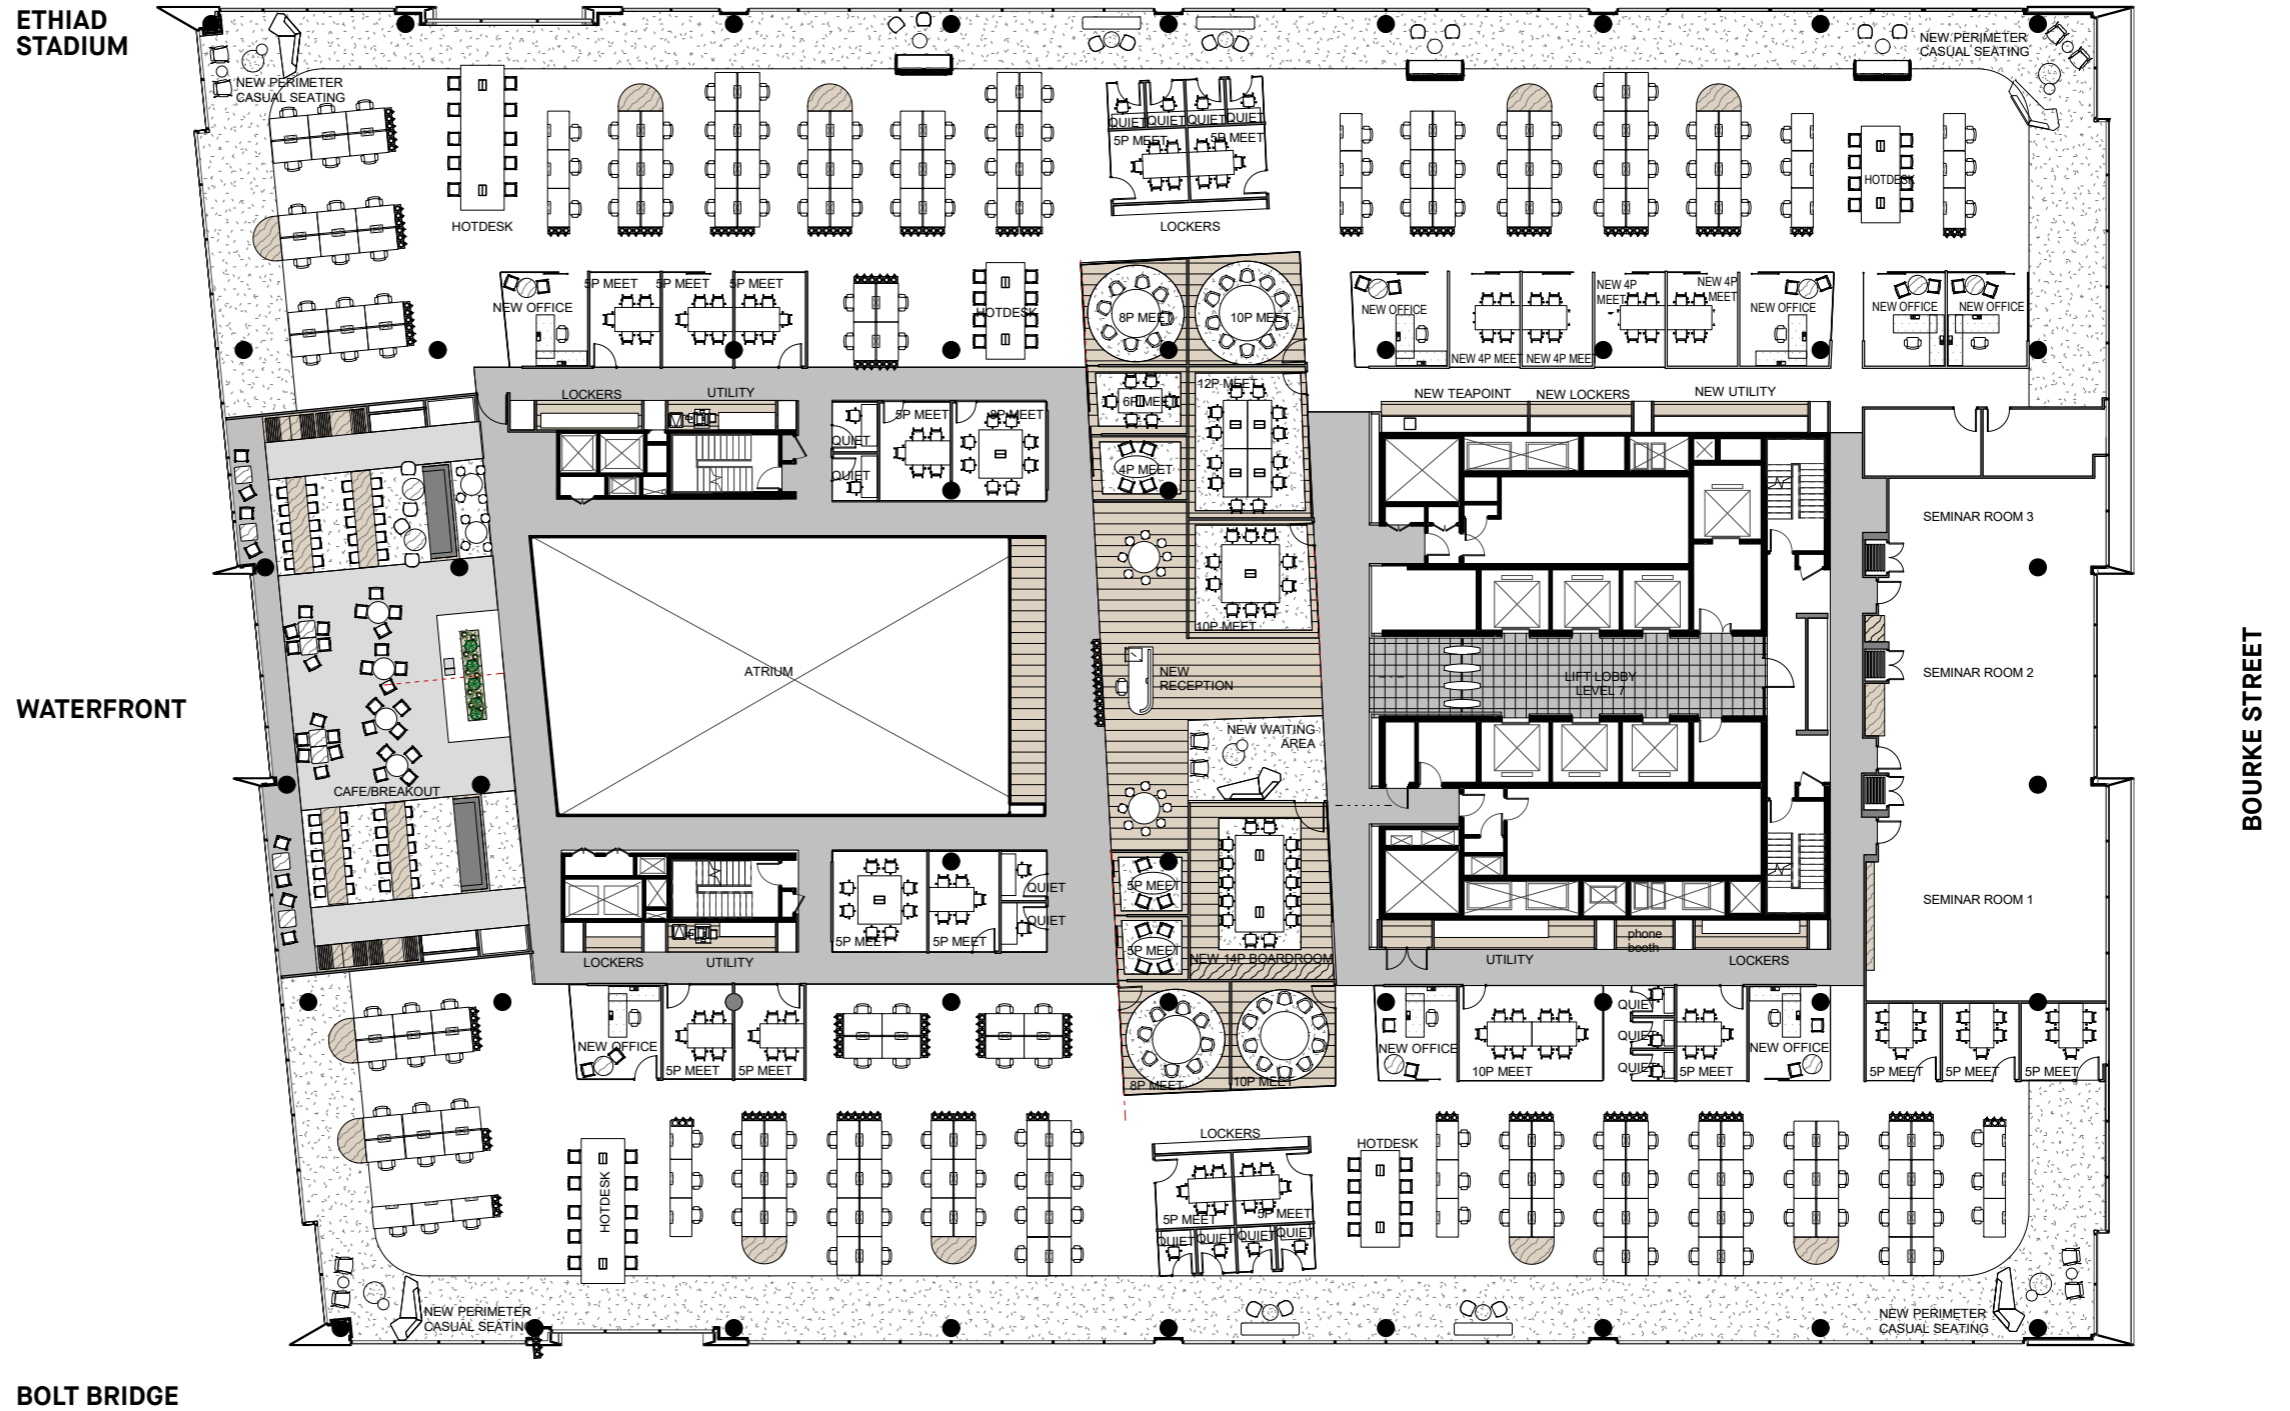 ETHIAD
STADIUM
NEW PERIMETER
CASUAL SEATING
NEW PERIMETER
CASUAL SEATING
HOTDESK
QUIET QUIET QUIET QUIET
5P MEET 5P MEET
LOCKERS
HOTDESK
NEW OFFICE
5P MEET
5P MEET
5P MEET
HOTDESK
8P MEET
10P MEET
NEW OFFICE
NEW 4P MEET
NEW 4P MEET
NEW 4P
MEET
NEW 4P
MEET
NEW OFFICE
NEW OFFICE
NEW OFFICE
LOCKERS
UTILITY
QUIET
QUIET
5P MEET
8P MEET
6P MEET
12P MEET
4P MEET
10P MEET
NEW TEAPOINT
NEW LOCKERS
NEW UTILITY
SEMINAR ROOM 3
ATRIUM
NEW
RECEPTION
LIFT LOBBY
LEVEL 7
SEMINAR ROOM 2
WATERFRONT
BOURKE STREET
NEW WAITING
AREA
CAFE/BREAKOUT
5P MEET
5P MEET
NEW 14P BOARDROOM
SEMINAR ROOM 1
5P MEET
5P MEET
QUIET
QUIET
LOCKERS
UTILITY
UTILITY
phone
booth
LOCKERS
NEW OFFICE
5P MEET
5P MEET
8P MEET
10P MEET
NEW OFFICE
10P MEET
QUIET
QUIET
QUIET
5P MEET
NEW OFFICE
5P MEET
5P MEET
5P MEET
HOTDESK
LOCKERS
5P MEET
5P MEET
QUIET QUIET QUIET QUIET
HOTDESK
NEW PERIMETER
CASUAL SEATING
NEW PERIMETER
CASUAL SEATING
BOLT BRIDGE